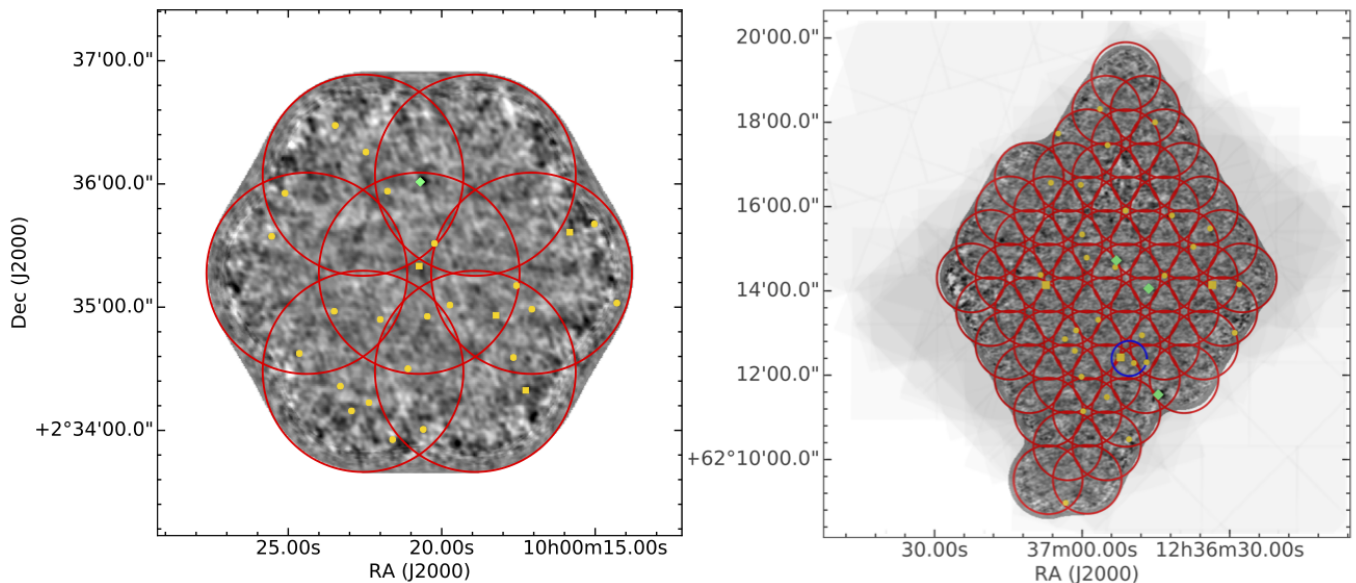 37'00.0"
36'00.0"
35'00.0"
+2°34'00.0"
Dec (J2000)
25.00s
20.00s
10h00m15.00s
RA (J2000)
20'00.0"
18'00.0"
16'00.0"
14'00.0"
12'00.0"
+62°10'00.0"
30.00s
37m00.00s
12h36m30.00s
RA (J2000)